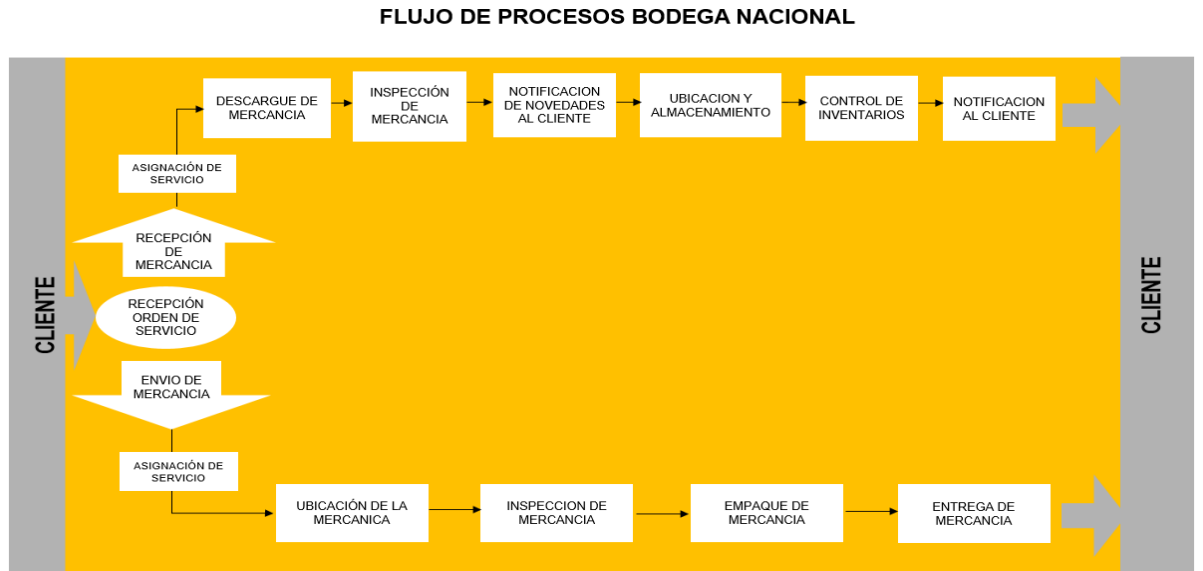 FLUJO DE PROCESOS BODEGA NACIONAL
CLIENTE
DESCARGUE DE
MERCANCIA
INSPECCIÓN
DE
MERCANCIA
NOTIFICACION
DE NOVEDADES
AL CLIENTE
UBICACION Y
ALMACENAMIENTO
CONTROL DE
INVENTARIOS
NOTIFICACION
AL CLIENTE
ASIGNACIÓN DE
SERVICIO
RECEPCIÓN
DE
MERCANCIA
RECEPCIÓN
ORDEN DE
SERVICIO
ENVIO DE
MERCANCIA
ASIGNACIÓN DE
SERVICIO
UBICACIÓN DE LA
MERCANICA
INSPECCION DE
MERCANCIA
EMPAQUE DE
MERCANCIA
ENTREGA DE
MERCANCIA
CLIENTE